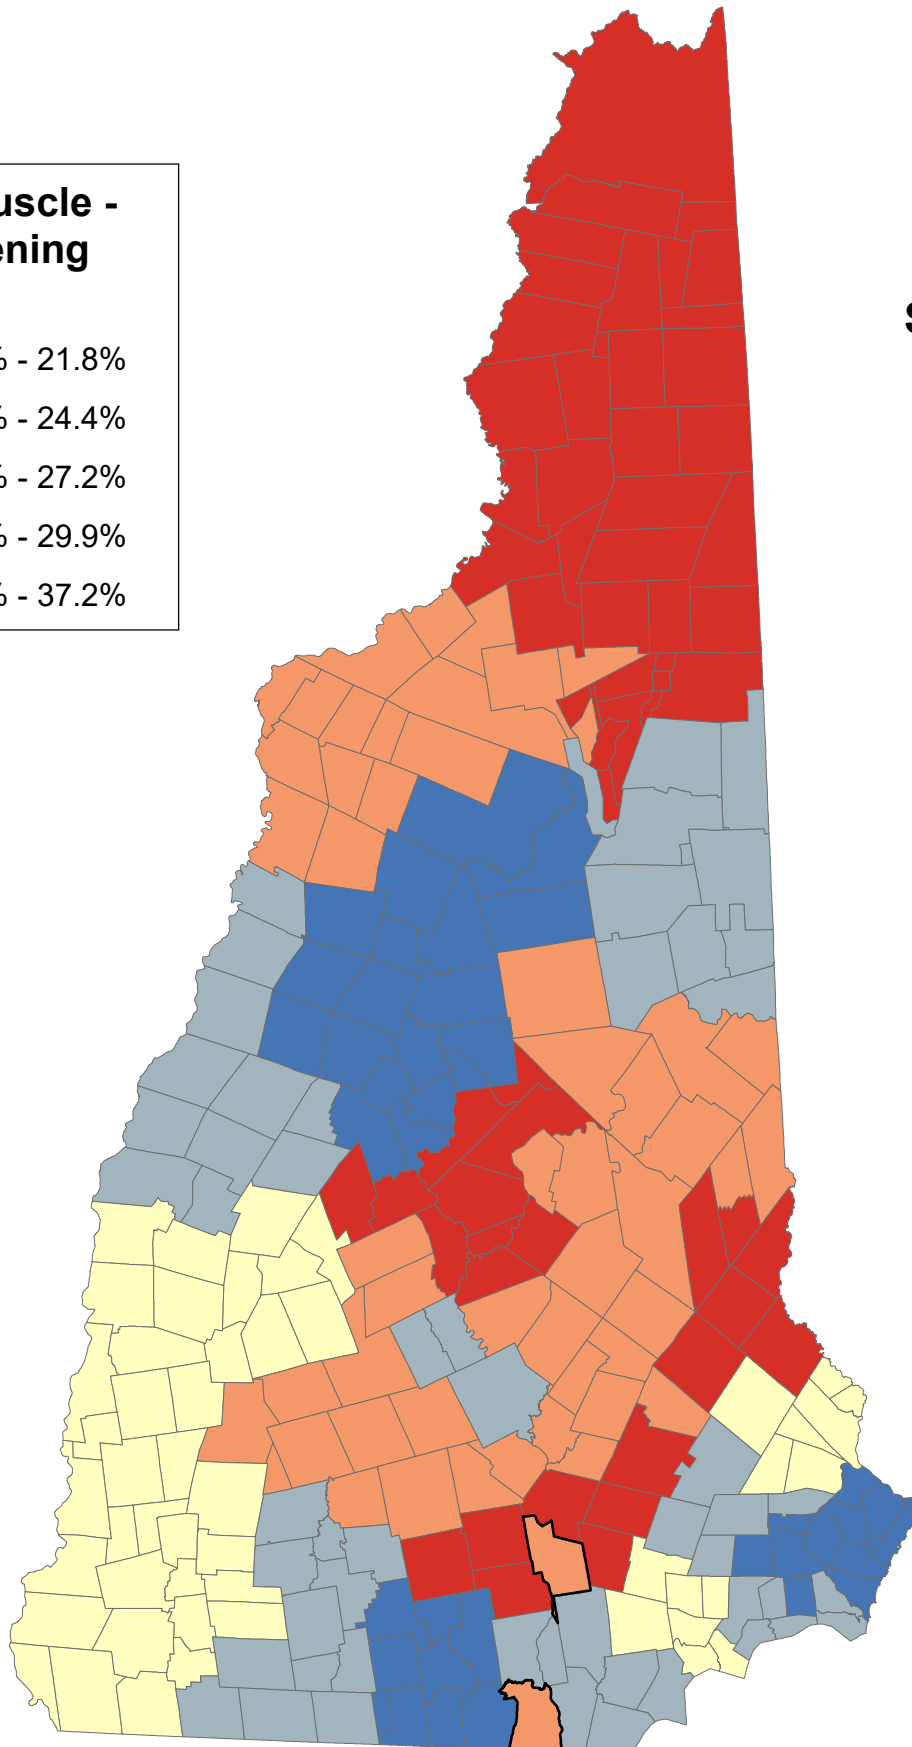 uscle -
ening
% - 21.8%
% - 24.4%
% - 27.2%
% - 29.9%
% - 37.2%
S